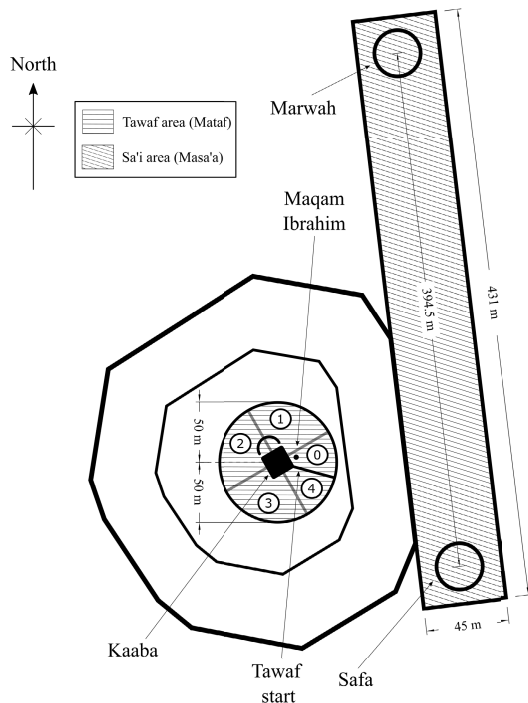 North
Tawaf area (Mataf)
Sa'i area (Masa'a)
Marwah
Maqam
Ibrahim
394.5 m
431 m
50 m
50 m
1
2
0
4
3
45 m
Kaaba
Tawaf
start
Safa